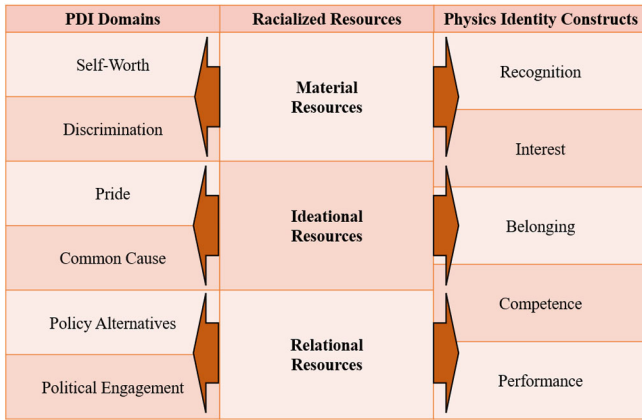 PDI Domains
Racialized Resources
Physics Identity Constructs
Self-Worth
Discrimination
Pride
Common Cause
Policy Alternatives
Political Engagement
Material
Resources
Ideational
Resources
Relational
Resources
Recognition
Interest
Belonging
Competence
Performance